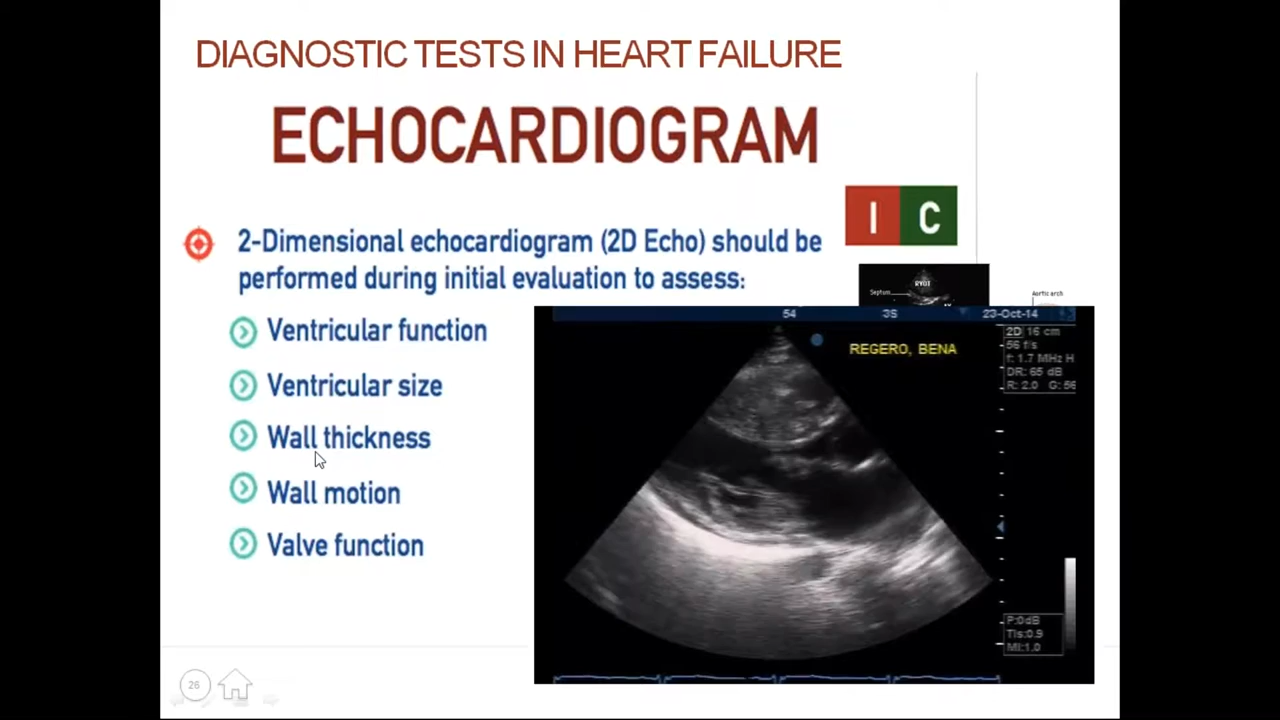 DIAGNOSTIC TESTS IN HEART FAILURE
ECHOCARDIOGRAM
I C
2-Dimensional echocardiogram (2D Echo) should be
performed during initial evaluation to assess:
Ventricular function
Ventricular size
Wall thickness
Wall motion
Valve function
Septum
RVOT
Aortic arch
54 3S 23-Oct-14
REGERO, BENA
2D 16 cm
56 f/s
f: 1.7 MHz H
DR: 65 dB
R: 2.0 G: 56
P:0dB
TIs:0.9
MI:1.0
26